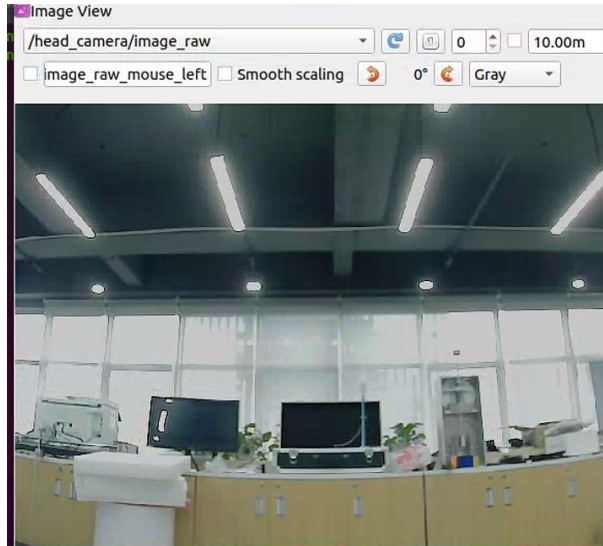 Image View
/head_camera/image_raw
0
10.00m
image_raw_mouse_left
Smooth scaling
0°
Gray